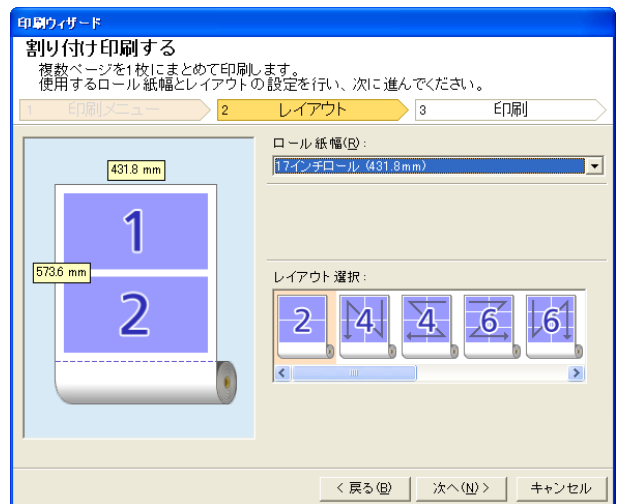 印刷ウィザード
割り付け印刷する
複数ページを1枚にまとめて印刷します。
使用するロール紙幅とレイアウトの設定を行い、次に進んでください。
1 印刷メニュー 2 レイアウト 3 印刷
ロール紙幅(R):
17インチロール (431.8mm)
431.8 mm
1
573.6 mm
2
レイアウト選択:
2 4 4 6 6
< 戻る(B) 次へ(N) > キャンセル